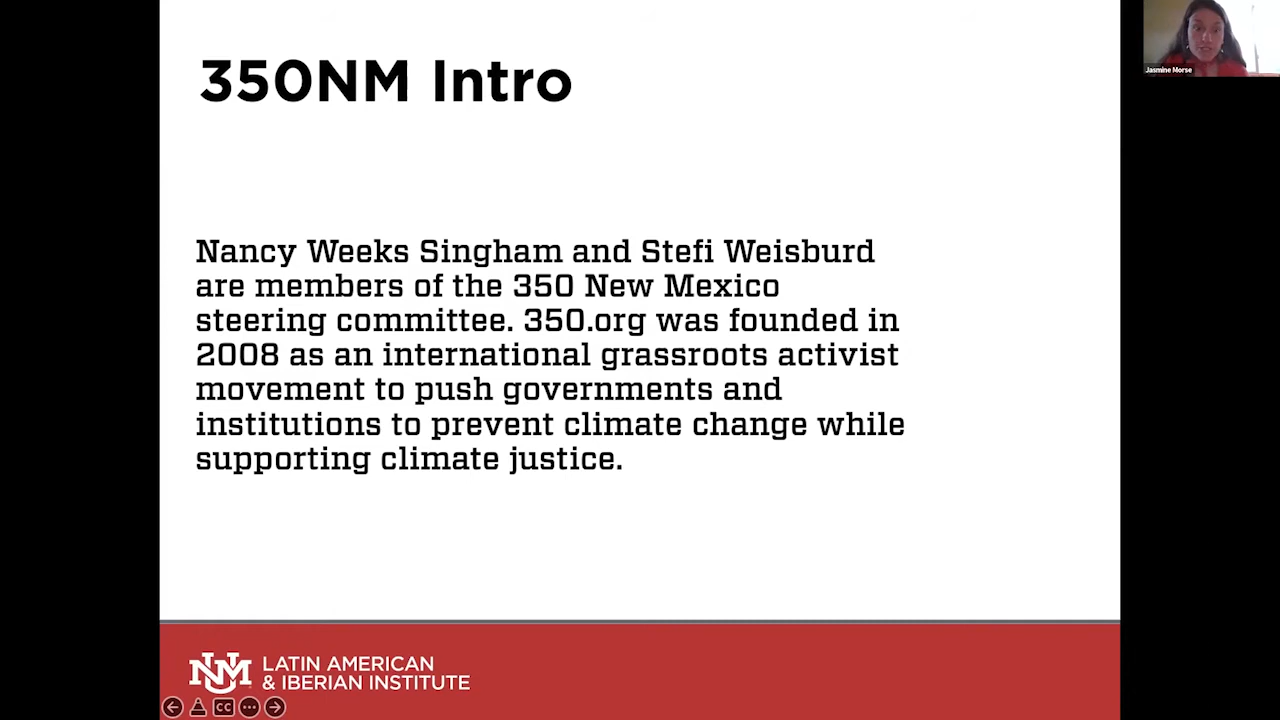 350NM Intro
Jasmine Morse
Nancy Weeks Singham and Stefi Weisburd
are members of the 350 New Mexico
steering committee. 350.org was founded in
2008 as an international grassroots activist
movement to push governments and
institutions to prevent climate change while
supporting climate justice.
UNM
LATIN AMERICAN
& IBERIAN INSTITUTE
CC